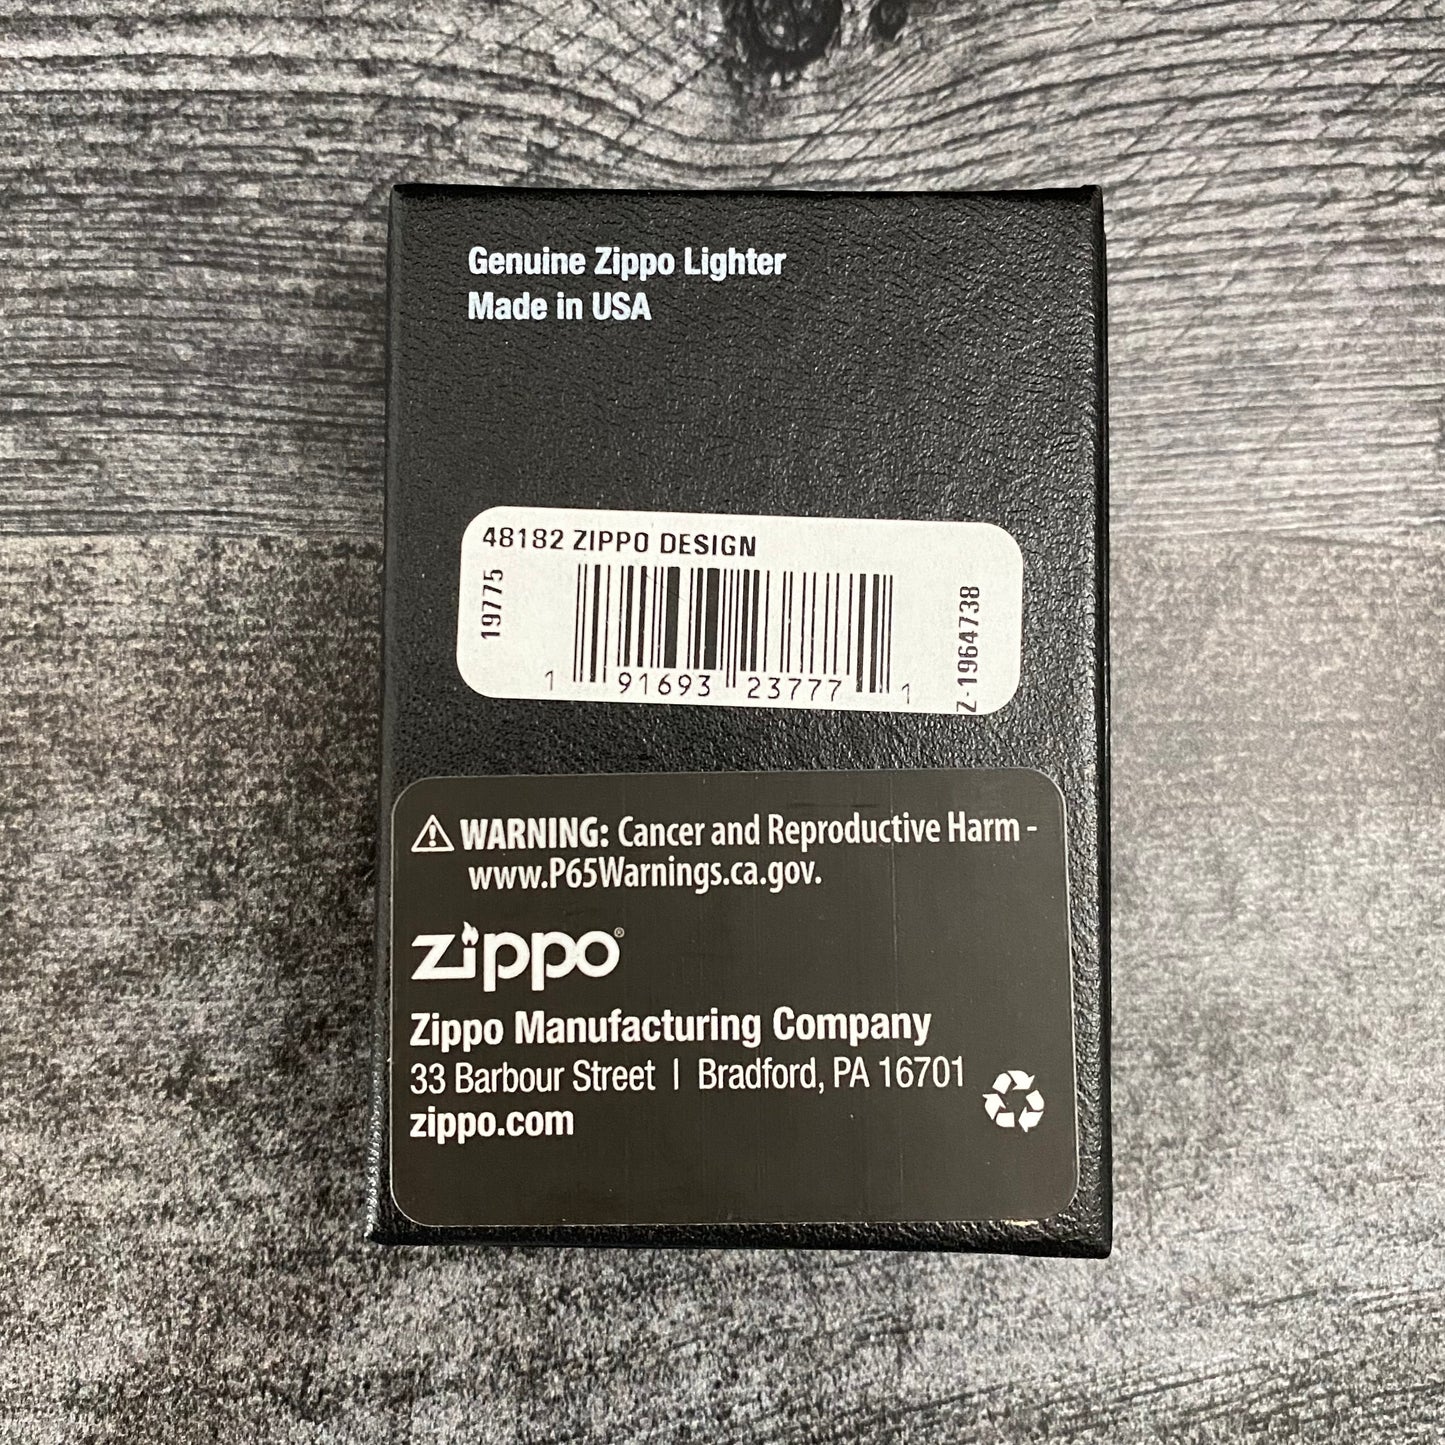 Genuine Zippo Lighter
Made in USA
48182 ZIPPO DESIGN
19775
1 91693 23777 1
Z-1964738
WARNING: Cancer and Reproductive Harm -
www.P65Warnings.ca.gov.
zippo®
Zippo Manufacturing Company
33 Barbour Street | Bradford, PA 16701
zippo.com